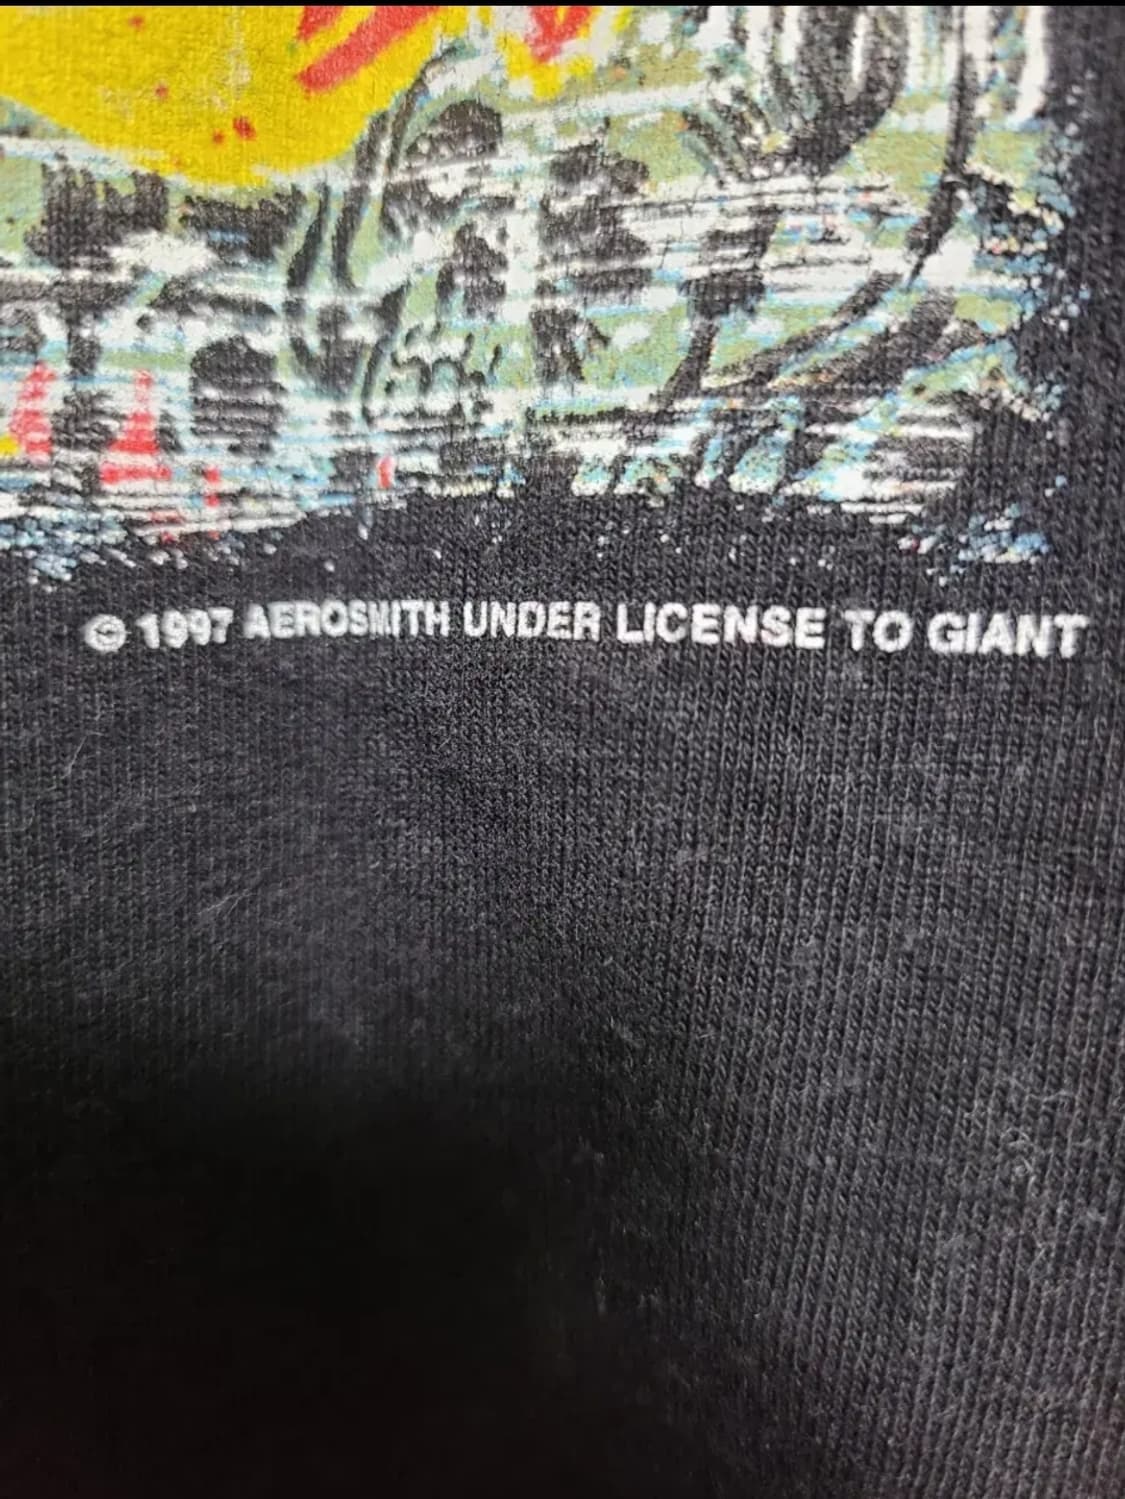 © 1997 AEROSMITH UNDER LICENSE TO GIANT